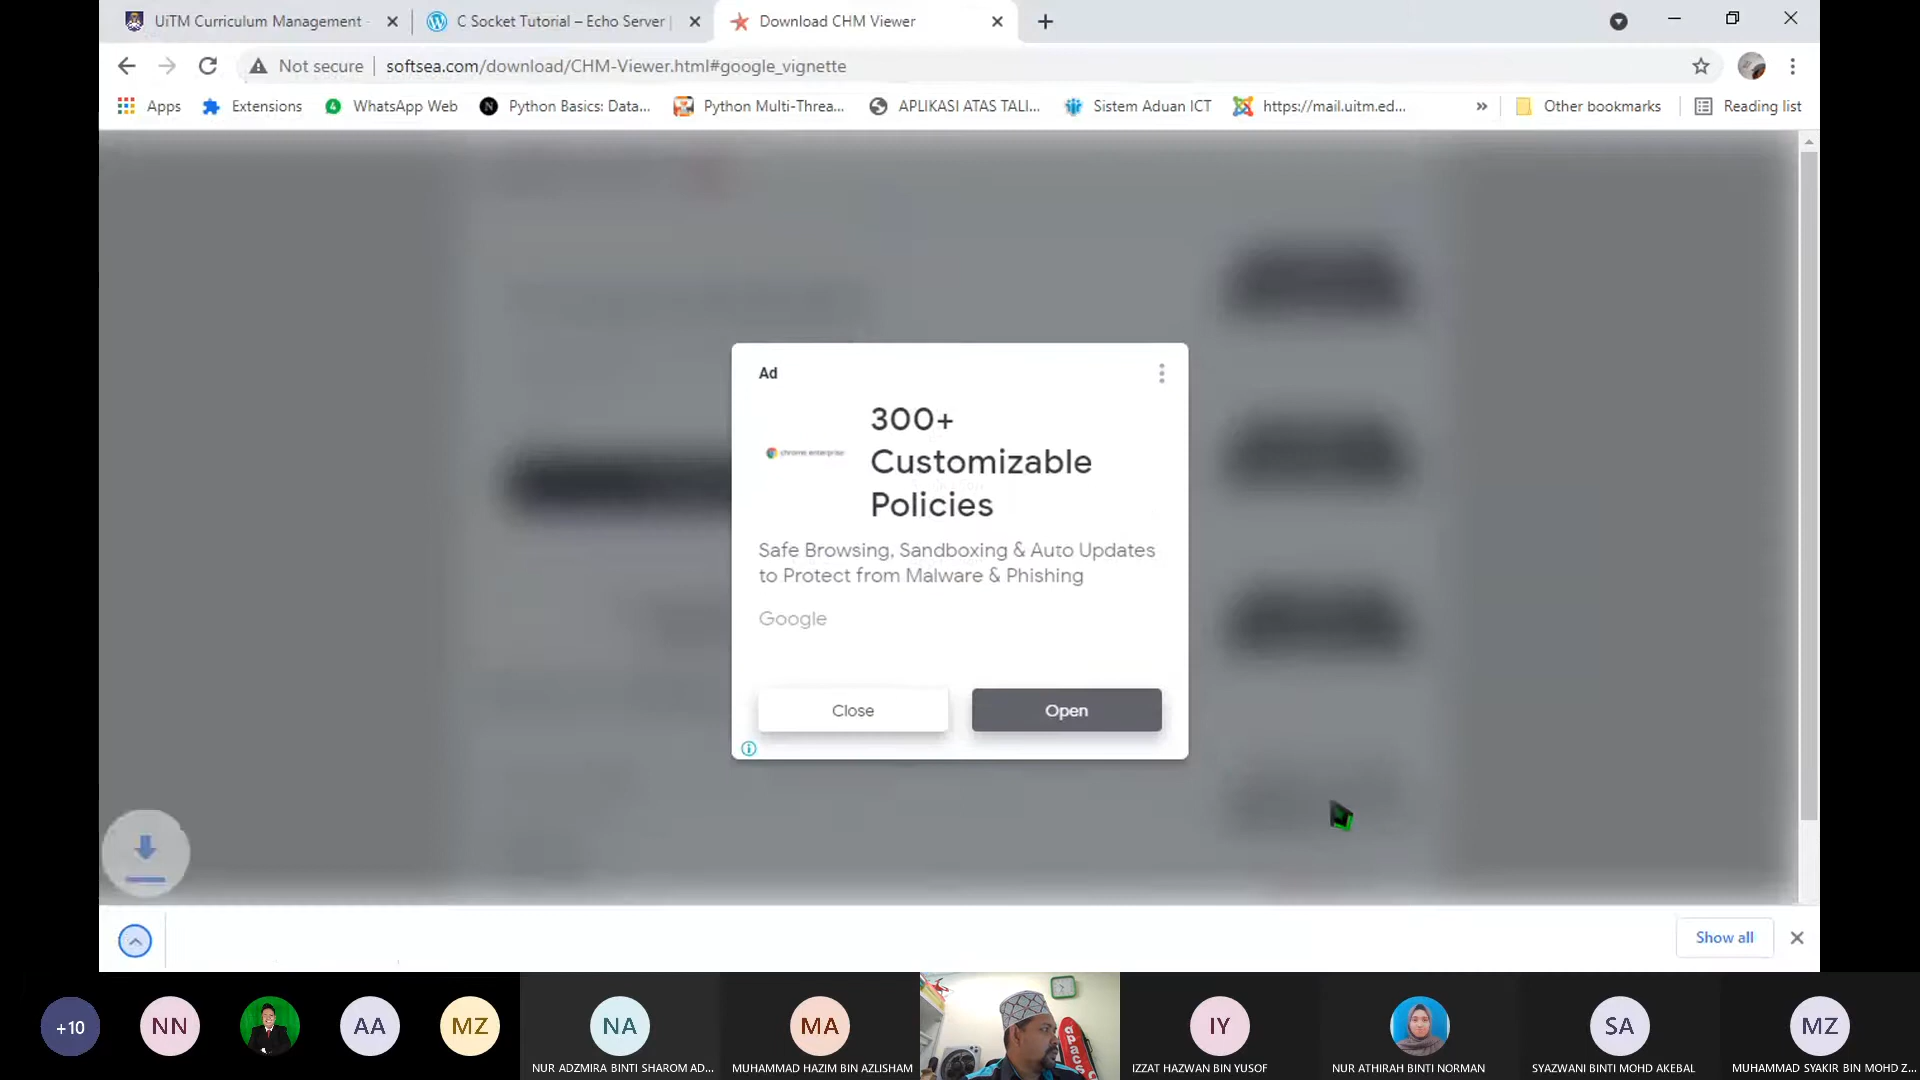 UiTM Curriculum Management
C Socket Tutorial – Echo Server
Download CHM Viewer
Not secure
softsea.com/download/CHM-Viewer.html#google_vignette
Apps
Extensions
WhatsApp Web
Python Basics: Data...
Python Multi-Threa...
APLIKASI ATAS TALI...
Sistem Aduan ICT
https://mail.uitm.ed...
»
Other bookmarks
Reading list
Ad
300+
Customizable
Policies
chrome enterprise
Safe Browsing, Sandboxing & Auto Updates
to Protect from Malware & Phishing
Google
Close
Open
Show all
+10
NN
AA
MZ
NA
NUR ADZMIRA BINTI SHAROM AD...
MA
MUHAMMAD HAZIM BIN AZLISHAM
IY
IZZAT HAZWAN BIN YUSOF
NUR ATHIRAH BINTI NORMAN
SA
SYAZWANI BINTI MOHD AKEBAL
MZ
MUHAMMAD SYAKIR BIN MOHD Z...